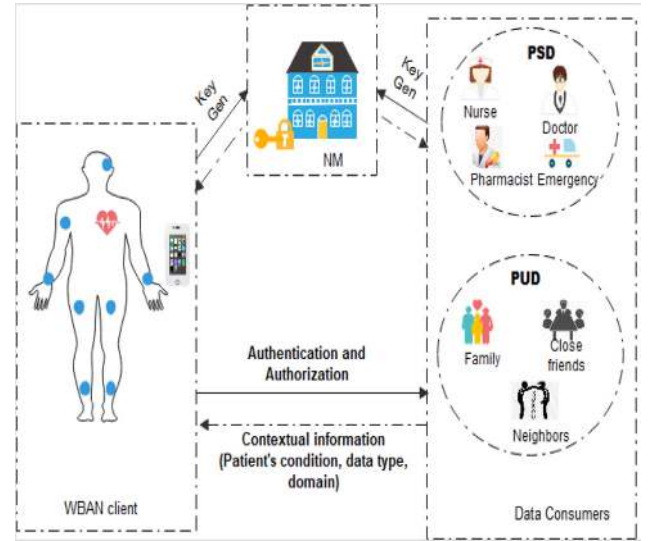 PSD
Key
Gen
Key
Gen
Nurse
Doctor
NM
Pharmacist Emergency
PUD
Family
Close
friends
Authentication and
Authorization
Neighbors
Contextual information
(Patient's condition, data type,
domain)
WBAN client
Data Consumers